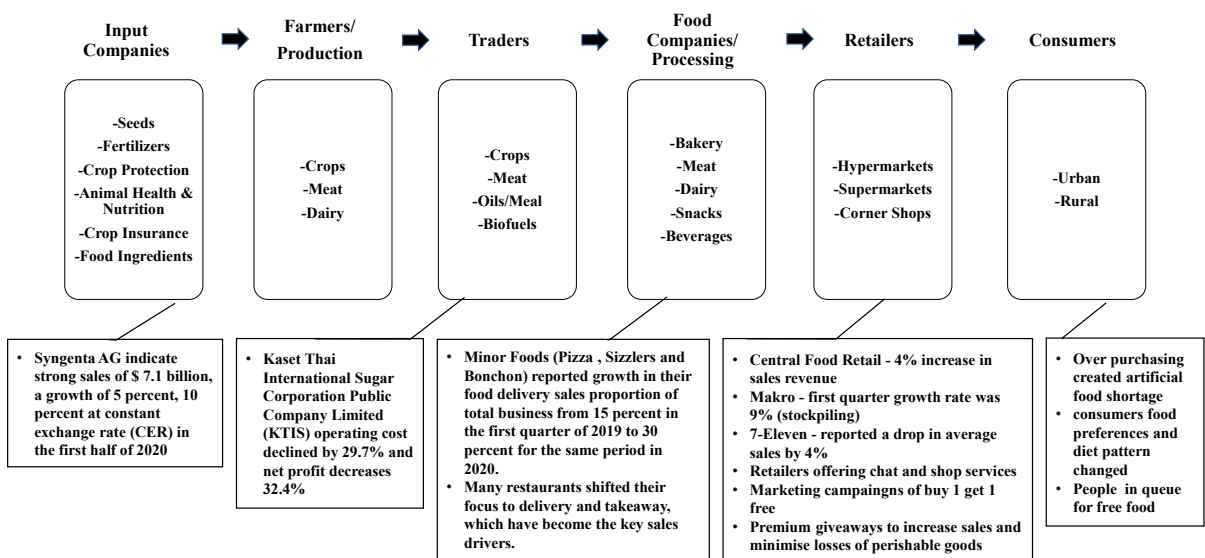 Input
Companies
Farmers/
Production
Traders
Food
Companies/
Processing
Retailers
Consumers
-Seeds
-Fertilizers
-Crop Protection
-Animal Health &
Nutrition
-Crop Insurance
-Food Ingredients
-Crops
-Meat
-Dairy
-Crops
-Meat
-Oils/Meal
-Biofuels
-Bakery
-Meat
-Dairy
-Snacks
-Beverages
-Hypermarkets
-Supermarkets
-Corner Shops
-Urban
-Rural
• Syngenta AG indicate
strong sales of $ 7.1 billion,
a growth of 5 percent, 10
percent at constant
exchange rate (CER) in
the first half of 2020
• Kaset Thai
International Sugar
Corporation Public
Company Limited
(KTIS) operating cost
declined by 29.7% and
net profit decreases
32.4%
• Minor Foods (Pizza , Sizzlers and
Bonchon) reported growth in their
food delivery sales proportion of
total business from 15 percent in
the first quarter of 2019 to 30
percent for the same period in
2020.
• Many restaurants shifted their
focus to delivery and takeaway,
which have become the key sales
drivers.
• Central Food Retail - 4% increase in
sales revenue
• Makro - first quarter growth rate was
9% (stockpiling)
• 7-Eleven - reported a drop in average
sales by 4%
• Retailers offering chat and shop services
• Marketing campaingns of buy 1 get 1
free
• Premium giveaways to increase sales and
minimise losses of perishable goods
• Over purchasing
created artificial
food shortage
• consumers food
preferences and
diet pattern
changed
• People in queue
for free food